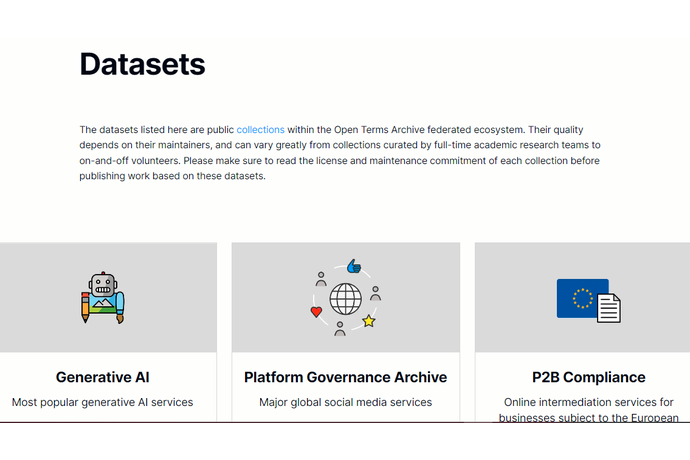 Datasets
The datasets listed here are public collections within the Open Terms Archive federated ecosystem. Their quality
depends on their maintainers, and can vary greatly from collections curated by full-time academic research teams to
on-and-off volunteers. Please make sure to read the license and maintenance commitment of each collection before
publishing work based on these datasets.
Generative AI
Most popular generative AI services
Platform Governance Archive
Major global social media services
P2B Compliance
Online intermediation services for
businesses subject to the European